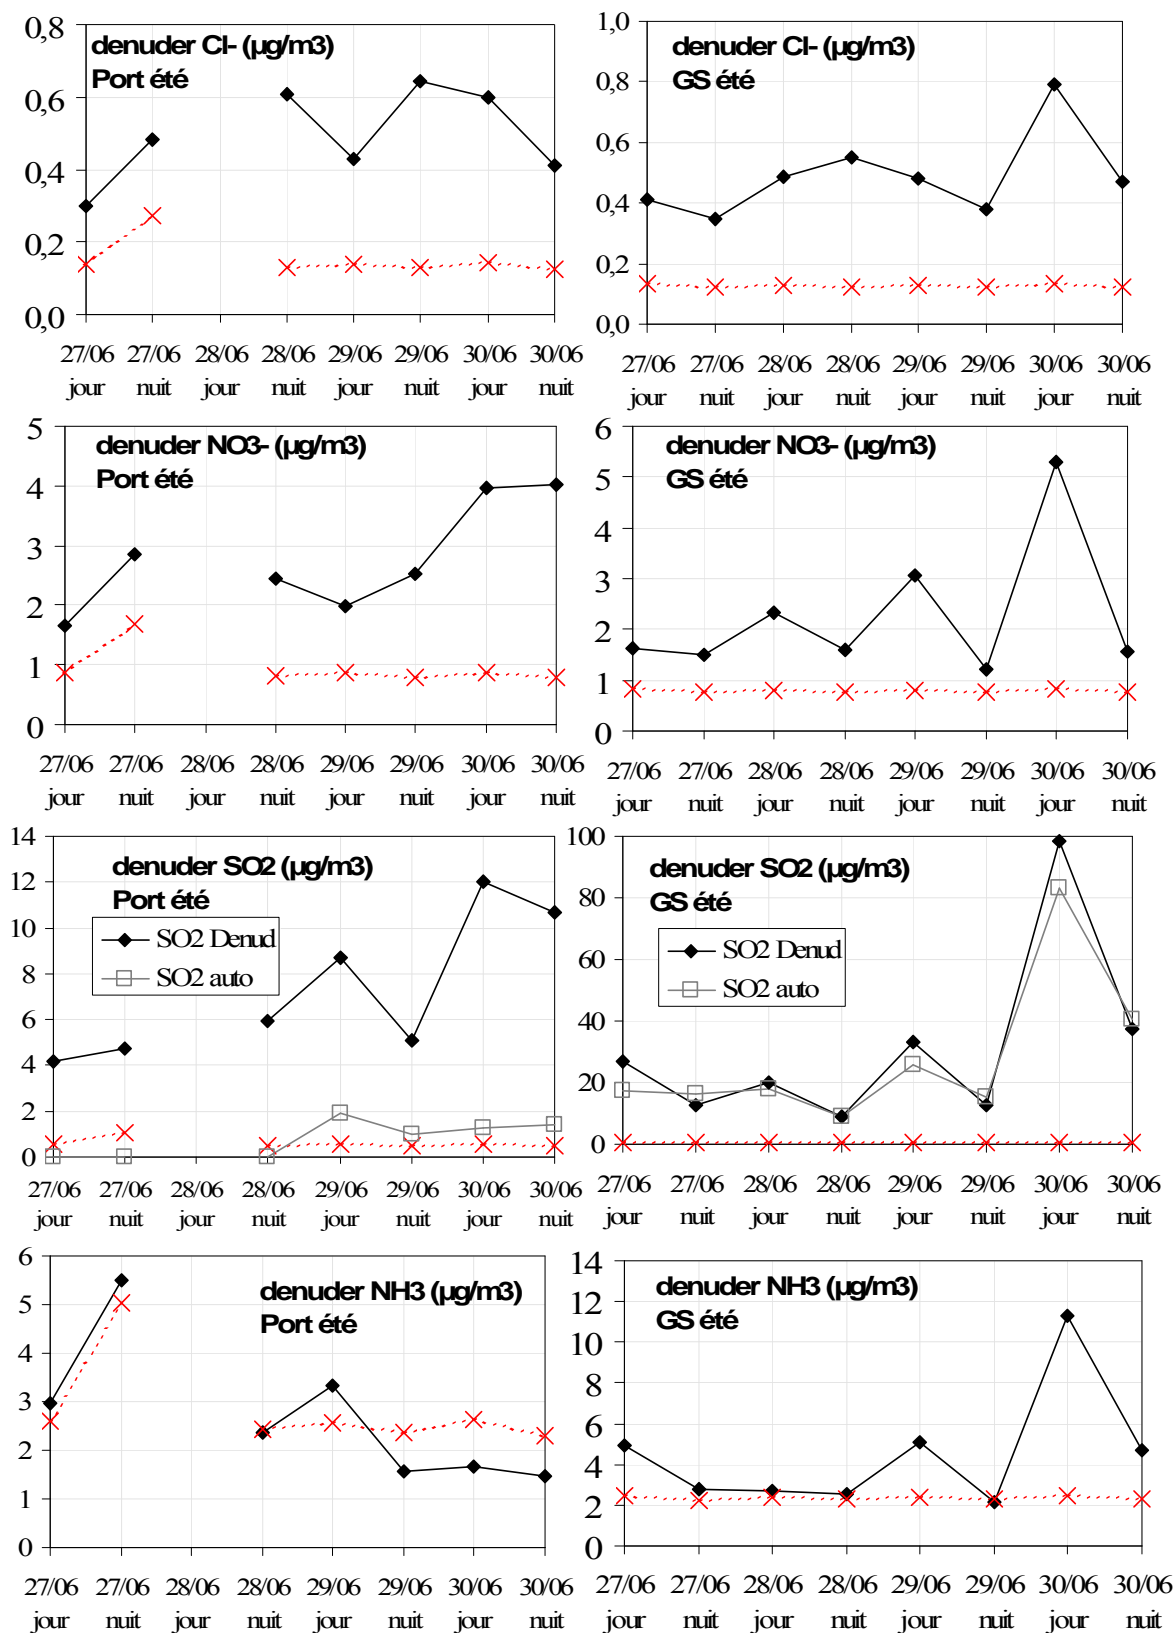 denuder Cl- (µg/m3)
Port été
0,8
0,6
0,4
0,2
0,0
27/06 27/06 28/06 28/06 29/06 29/06 30/06 30/06
jour nuit jour nuit jour nuit jour nuit
denuder Cl- (µg/m3)
GS été
1,0
0,8
0,6
0,4
0,2
0,0
27/06 27/06 28/06 28/06 29/06 29/06 30/06 30/06
jour nuit jour nuit jour nuit jour nuit
denuder NO3- (µg/m3)
Port été
5
4
3
2
1
0
27/06 27/06 28/06 28/06 29/06 29/06 30/06 30/06
jour nuit jour nuit jour nuit jour nuit
denuder NO3- (µg/m3)
GS été
6
5
4
3
2
1
0
27/06 27/06 28/06 28/06 29/06 29/06 30/06 30/06
jour nuit jour nuit jour nuit jour nuit
denuder SO2 (µg/m3)
Port été
SO2 Denud
SO2 auto
14
12
10
8
6
4
2
0
27/06 27/06 28/06 28/06 29/06 29/06 30/06 30/06
jour nuit jour nuit jour nuit jour nuit
denuder SO2 (µg/m3)
GS été
SO2 Denud
SO2 auto
100
80
60
40
20
0
27/06 27/06 28/06 28/06 29/06 29/06 30/06 30/06
jour nuit jour nuit jour nuit jour nuit
denuder NH3 (µg/m3)
Port été
6
5
4
3
2
1
0
27/06 27/06 28/06 28/06 29/06 29/06 30/06 30/06
jour nuit jour nuit jour nuit jour nuit
denuder NH3 (µg/m3)
GS été
14
12
10
8
6
4
2
0
27/06 27/06 28/06 28/06 29/06 29/06 30/06 30/06
jour nuit jour nuit jour nuit jour nuit